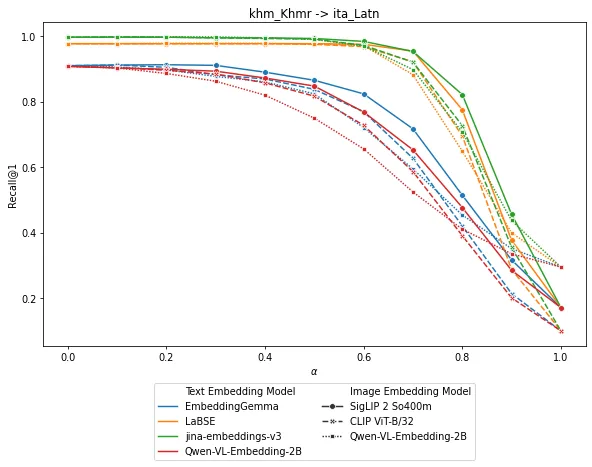 khm_Khmr -> ita_Latn
Recall@1
1.0
0.8
0.6
0.4
0.2
0.0 0.2 0.4 0.6 0.8 1.0
α
Text Embedding Model
EmbeddingGemma
LaBSE
jina-embeddings-v3
Qwen-VL-Embedding-2B
Image Embedding Model
SigLIP 2 So400m
CLIP ViT-B/32
Qwen-VL-Embedding-2B